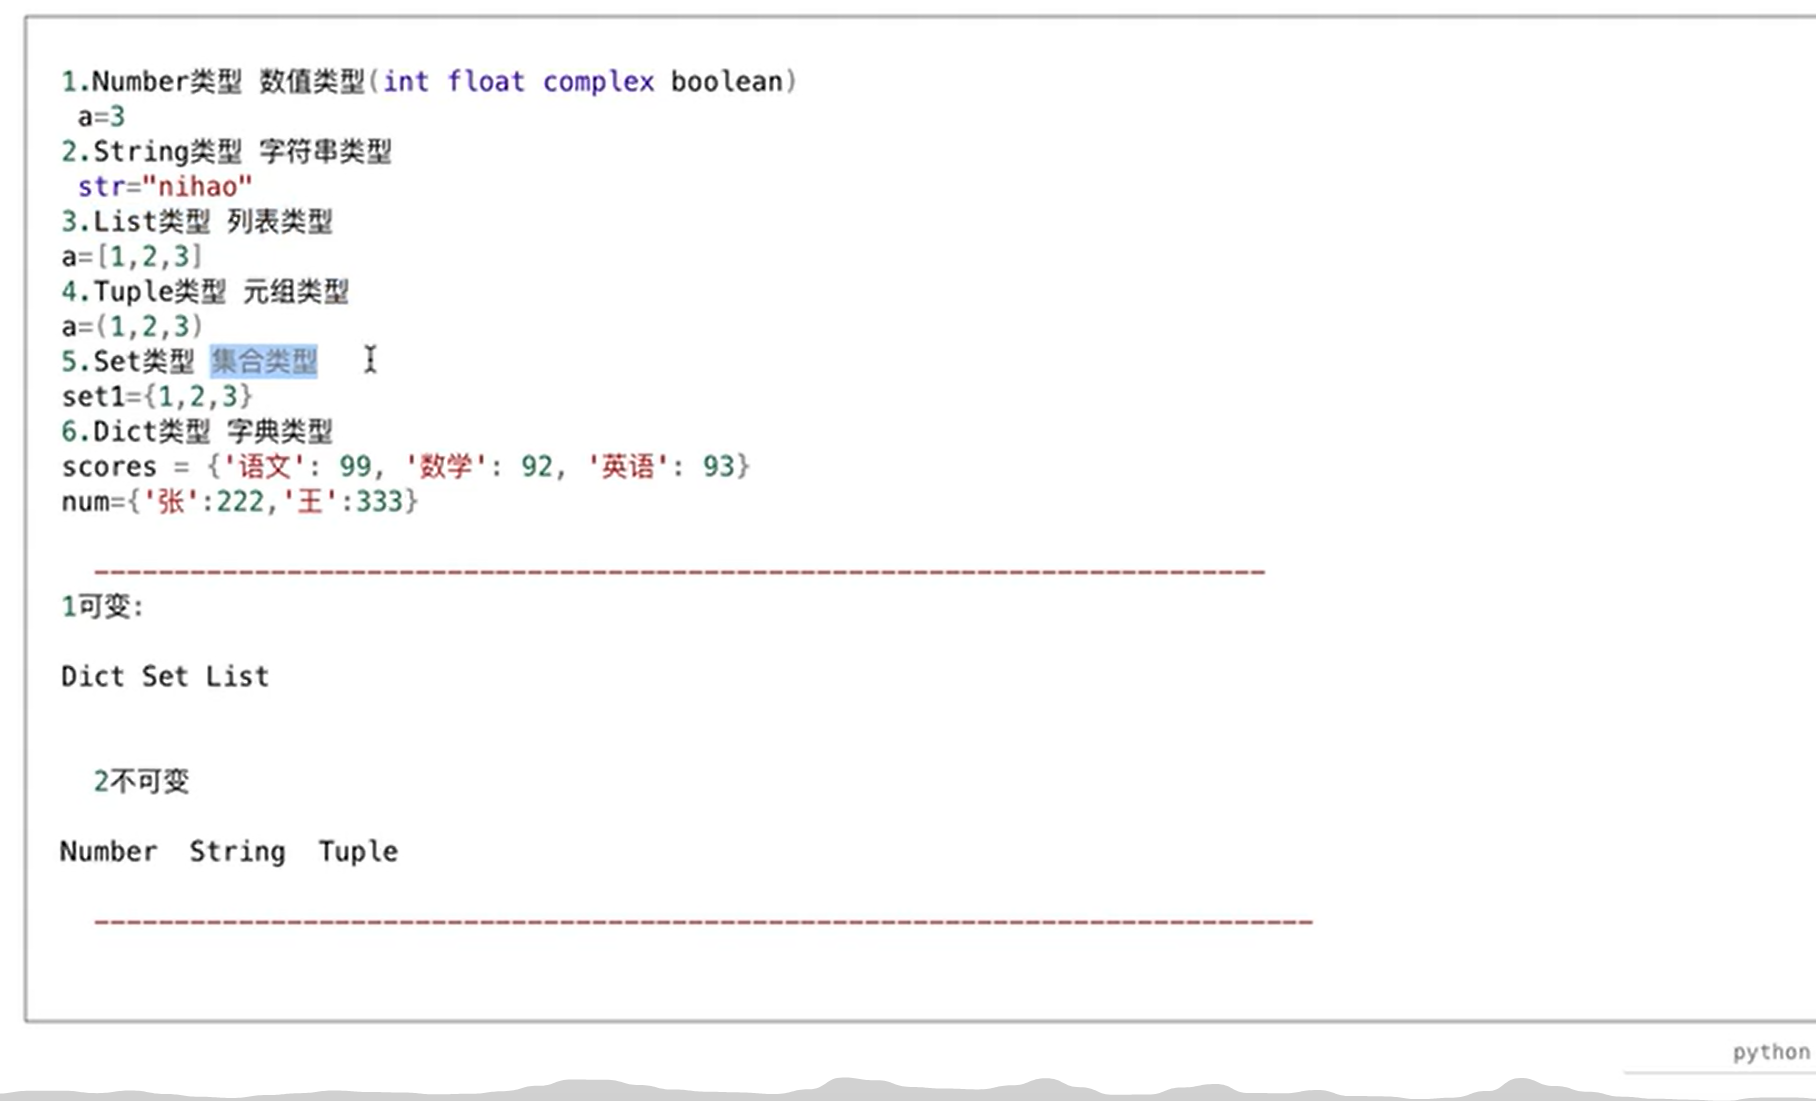 1.Number类型 数值类型(int float complex boolean)
a=3
2.String类型 字符串类型
str="nihao"
3.List类型 列表类型
a=[1,2,3]
4.Tuple类型 元组类型
a=(1,2,3)
5.Set类型 集合类型
set1={1,2,3}
6.Dict类型 字典类型
scores = {'语文': 99, '数学': 92, '英语': 93}
num={'张':222,'王':333}
1可变:
Dict Set List
2不可变
Number String Tuple
python